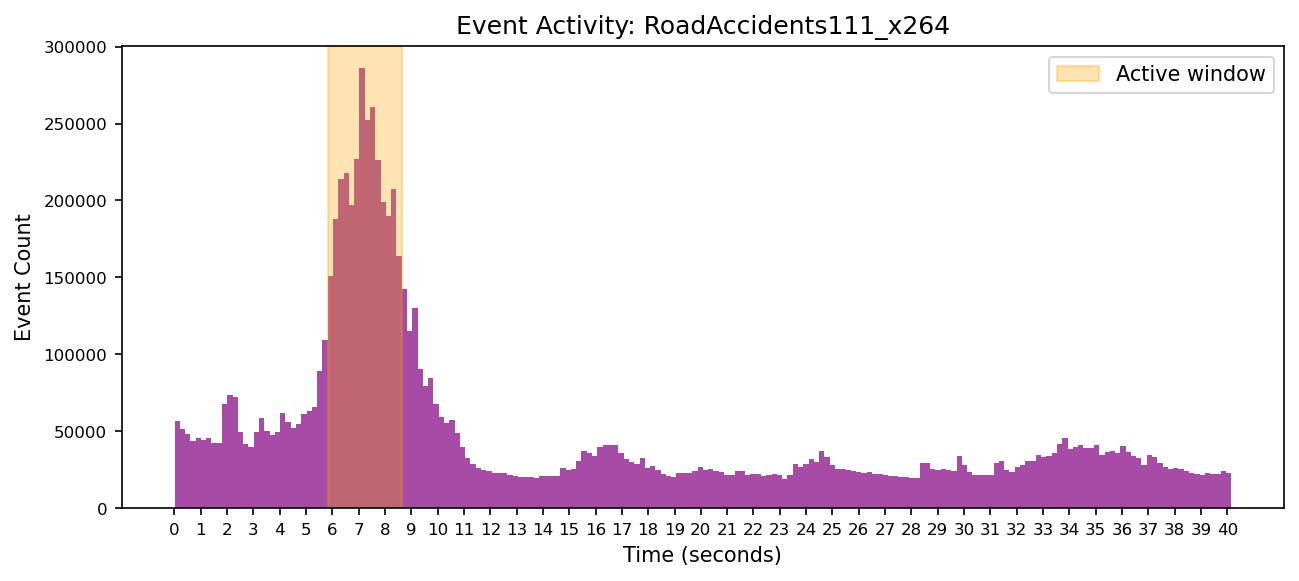 Event Activity: RoadAccidents111_x264
Active window
Event Count
300000
250000
200000
150000
100000
50000
0
0 1 2 3 4 5 6 7 8 9 10 11 12 13 14 15 16 17 18 19 20 21 22 23 24 25 26 27 28 29 30 31 32 33 34 35 36 37 38 39 40
Time (seconds)